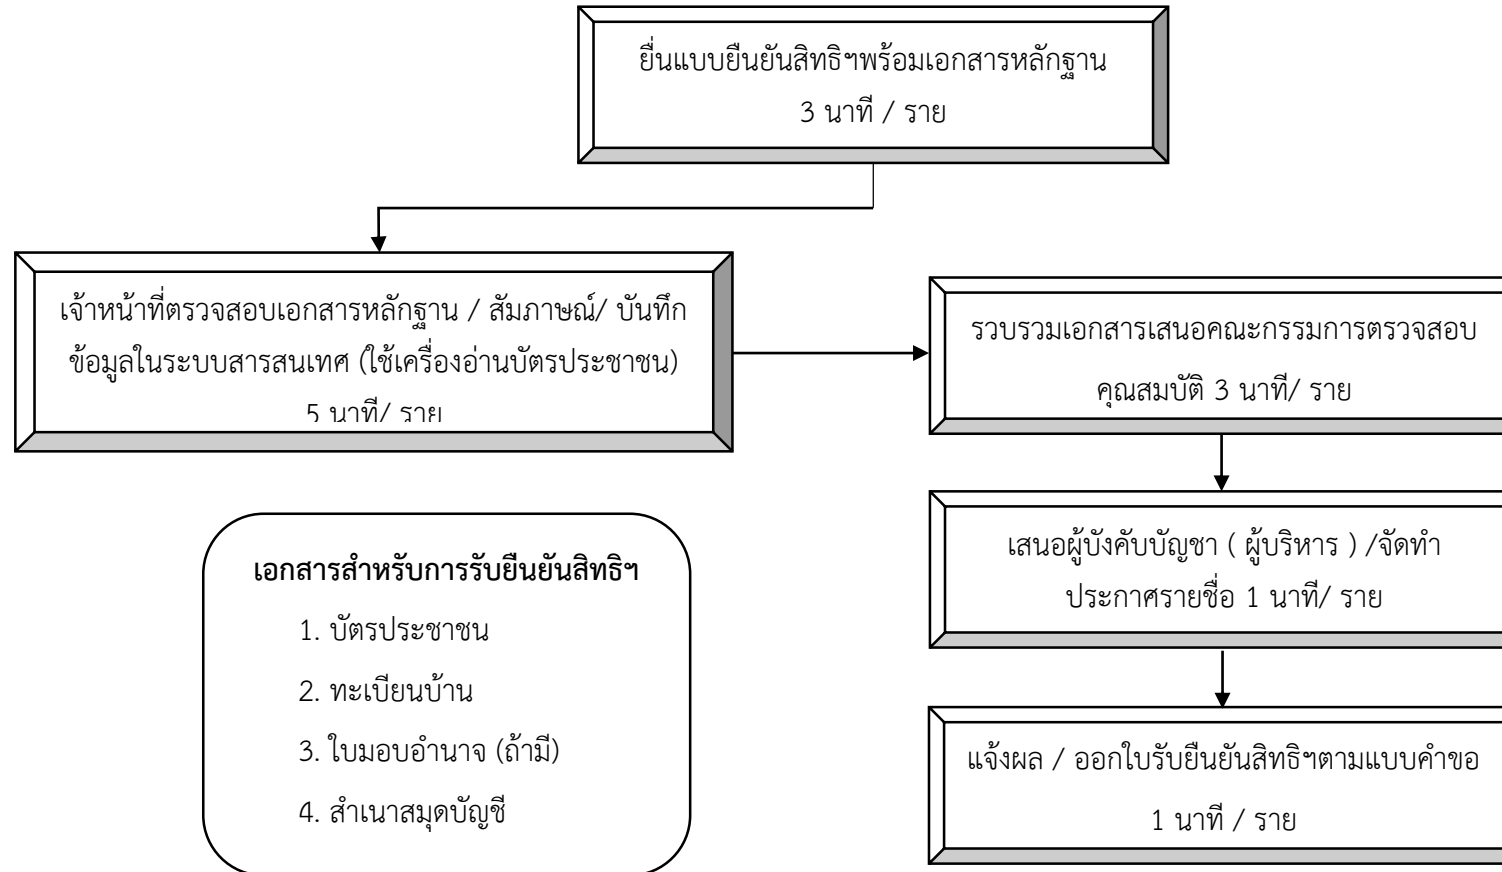 ยื่นแบบยืนยันสิทธิฯพร้อมเอกสารหลักฐาน
3 นาที / ราย
เจ้าหน้าที่ตรวจสอบเอกสารหลักฐาน / สัมภาษณ์/ บันทึก
ข้อมูลในระบบสารสนเทศ (ใช้เครื่องอ่านบัตรประชาชน)
5 นาที/ ราย
รวบรวมเอกสารเสนอคณะกรรมการตรวจสอบ
คุณสมบัติ 3 นาที/ ราย
เสนอผู้บังคับบัญชา ( ผู้บริหาร ) /จัดทำ
ประกาศรายชื่อ 1 นาที/ ราย
แจ้งผล / ออกใบรับยืนยันสิทธิฯตามแบบคำขอ
1 นาที / ราย
เอกสารสำหรับการรับยืนยันสิทธิฯ
1. บัตรประชาชน
2. ทะเบียนบ้าน
3. ใบมอบอำนาจ (ถ้ามี)
4. สำเนาสมุดบัญชี